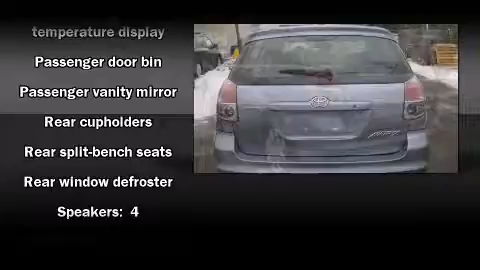 temperature display
Passenger door bin
Passenger vanity mirror
Rear cupholders
Rear split-bench seats
Rear window defroster
Speakers: 4